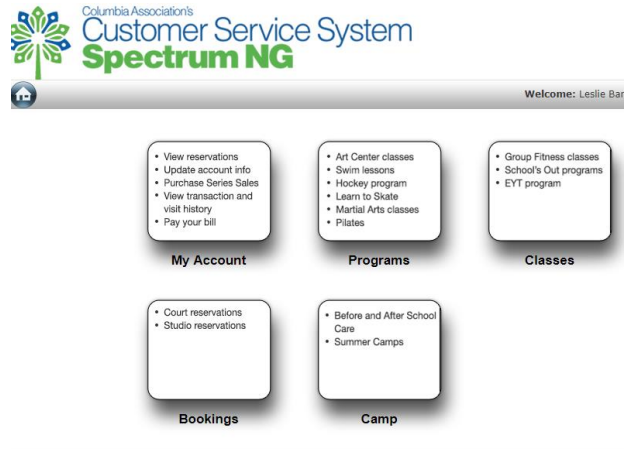 Columbia Association's
Customer Service System
Spectrum NG
Welcome: Leslie Bar
• View reservations
• Update account info
• Purchase Series Sales
• View transaction and
visit history
• Pay your bill
My Account
• Art Center classes
• Swim lessons
• Hockey program
• Learn to Skate
• Martial Arts classes
• Pilates
Programs
• Group Fitness classes
• School's Out programs
• EYT program
Classes
• Court reservations
• Studio reservations
Bookings
• Before and After School
Care
• Summer Camps
Camp